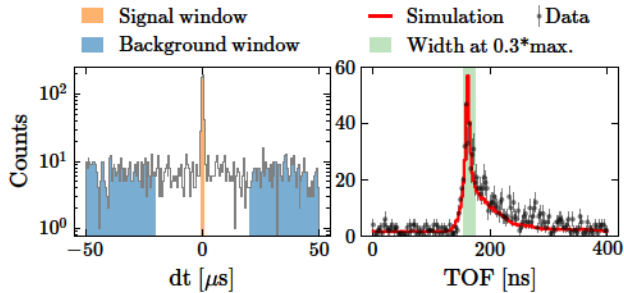 Signal window
Background window
Simulation Data
Width at 0.3*max.
Counts
10²
10¹
10⁰
−50 0 50
dt [μs]
60
40
20
0
0 200 400
TOF [ns]